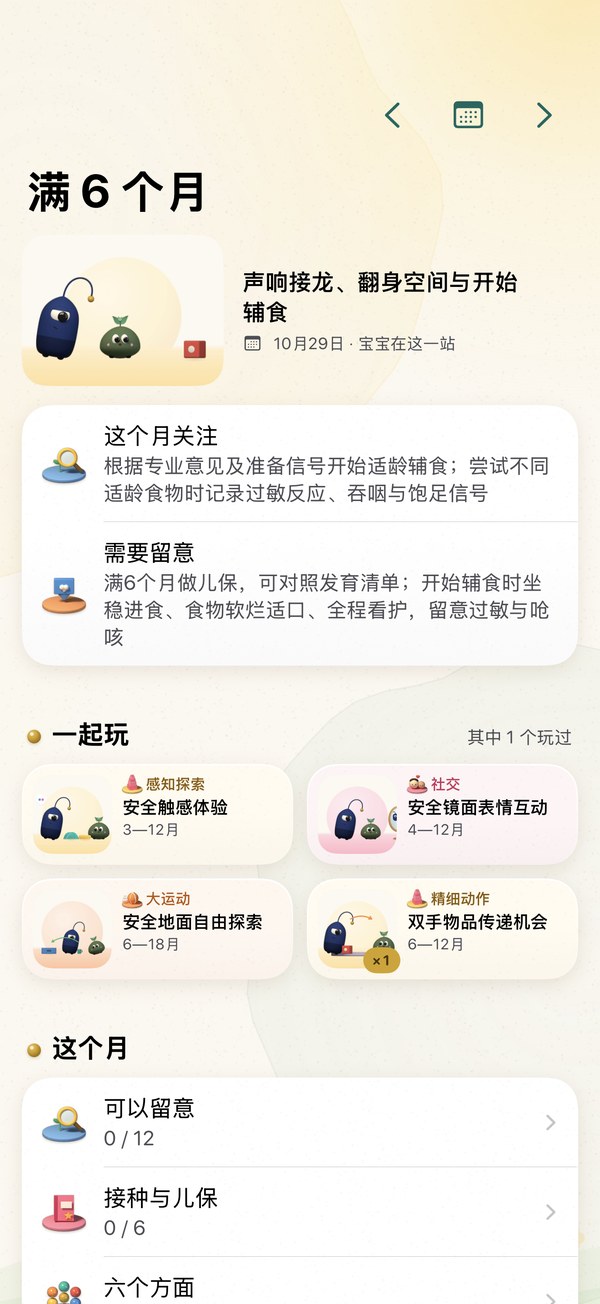 满 6 个月
声响接龙、翻身空间与开始
辅食
10月29日 · 宝宝在这一站
这个月关注
根据专业意见及准备信号开始适龄辅食；尝试不同
适龄食物时记录过敏反应、吞咽与饱足信号
需要留意
满6个月做儿保，可对照发育清单；开始辅食时坐
稳进食、食物软烂适口、全程看护，留意过敏与呛
咳
一起玩
其中 1 个玩过
感知探索
安全触感体验
3—12月
社交
安全镜面表情互动
4—12月
大运动
安全地面自由探索
6—18月
精细动作
双手物品传递机会
6—12月
×1
这个月
可以留意
0 / 12
接种与儿保
0 / 6
六个方面